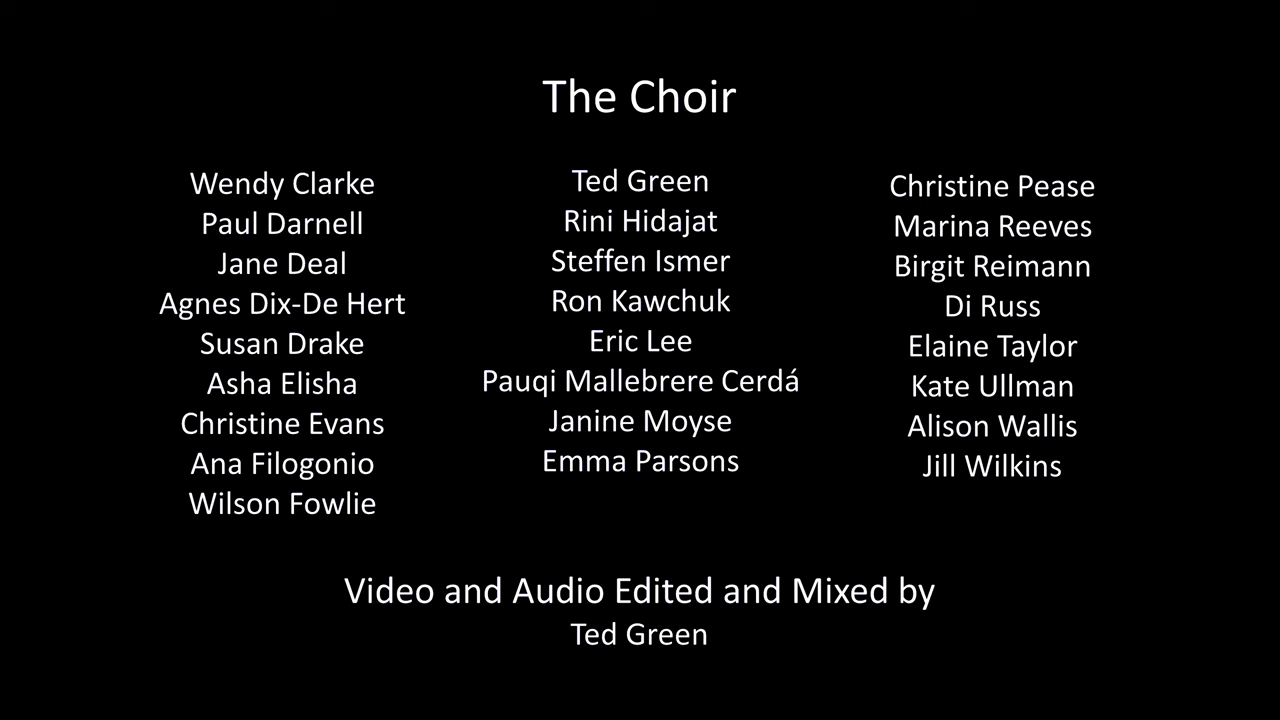 The Choir
Wendy Clarke
Paul Darnell
Jane Deal
Agnes Dix-De Hert
Susan Drake
Asha Elisha
Christine Evans
Ana Filogonio
Wilson Fowlie
Ted Green
Rini Hidajat
Steffen Ismer
Ron Kawchuk
Eric Lee
Pauqi Mallebrere Cerdá
Janine Moyse
Emma Parsons
Christine Pease
Marina Reeves
Birgit Reimann
Di Russ
Elaine Taylor
Kate Ullman
Alison Wallis
Jill Wilkins
Video and Audio Edited and Mixed by
Ted Green